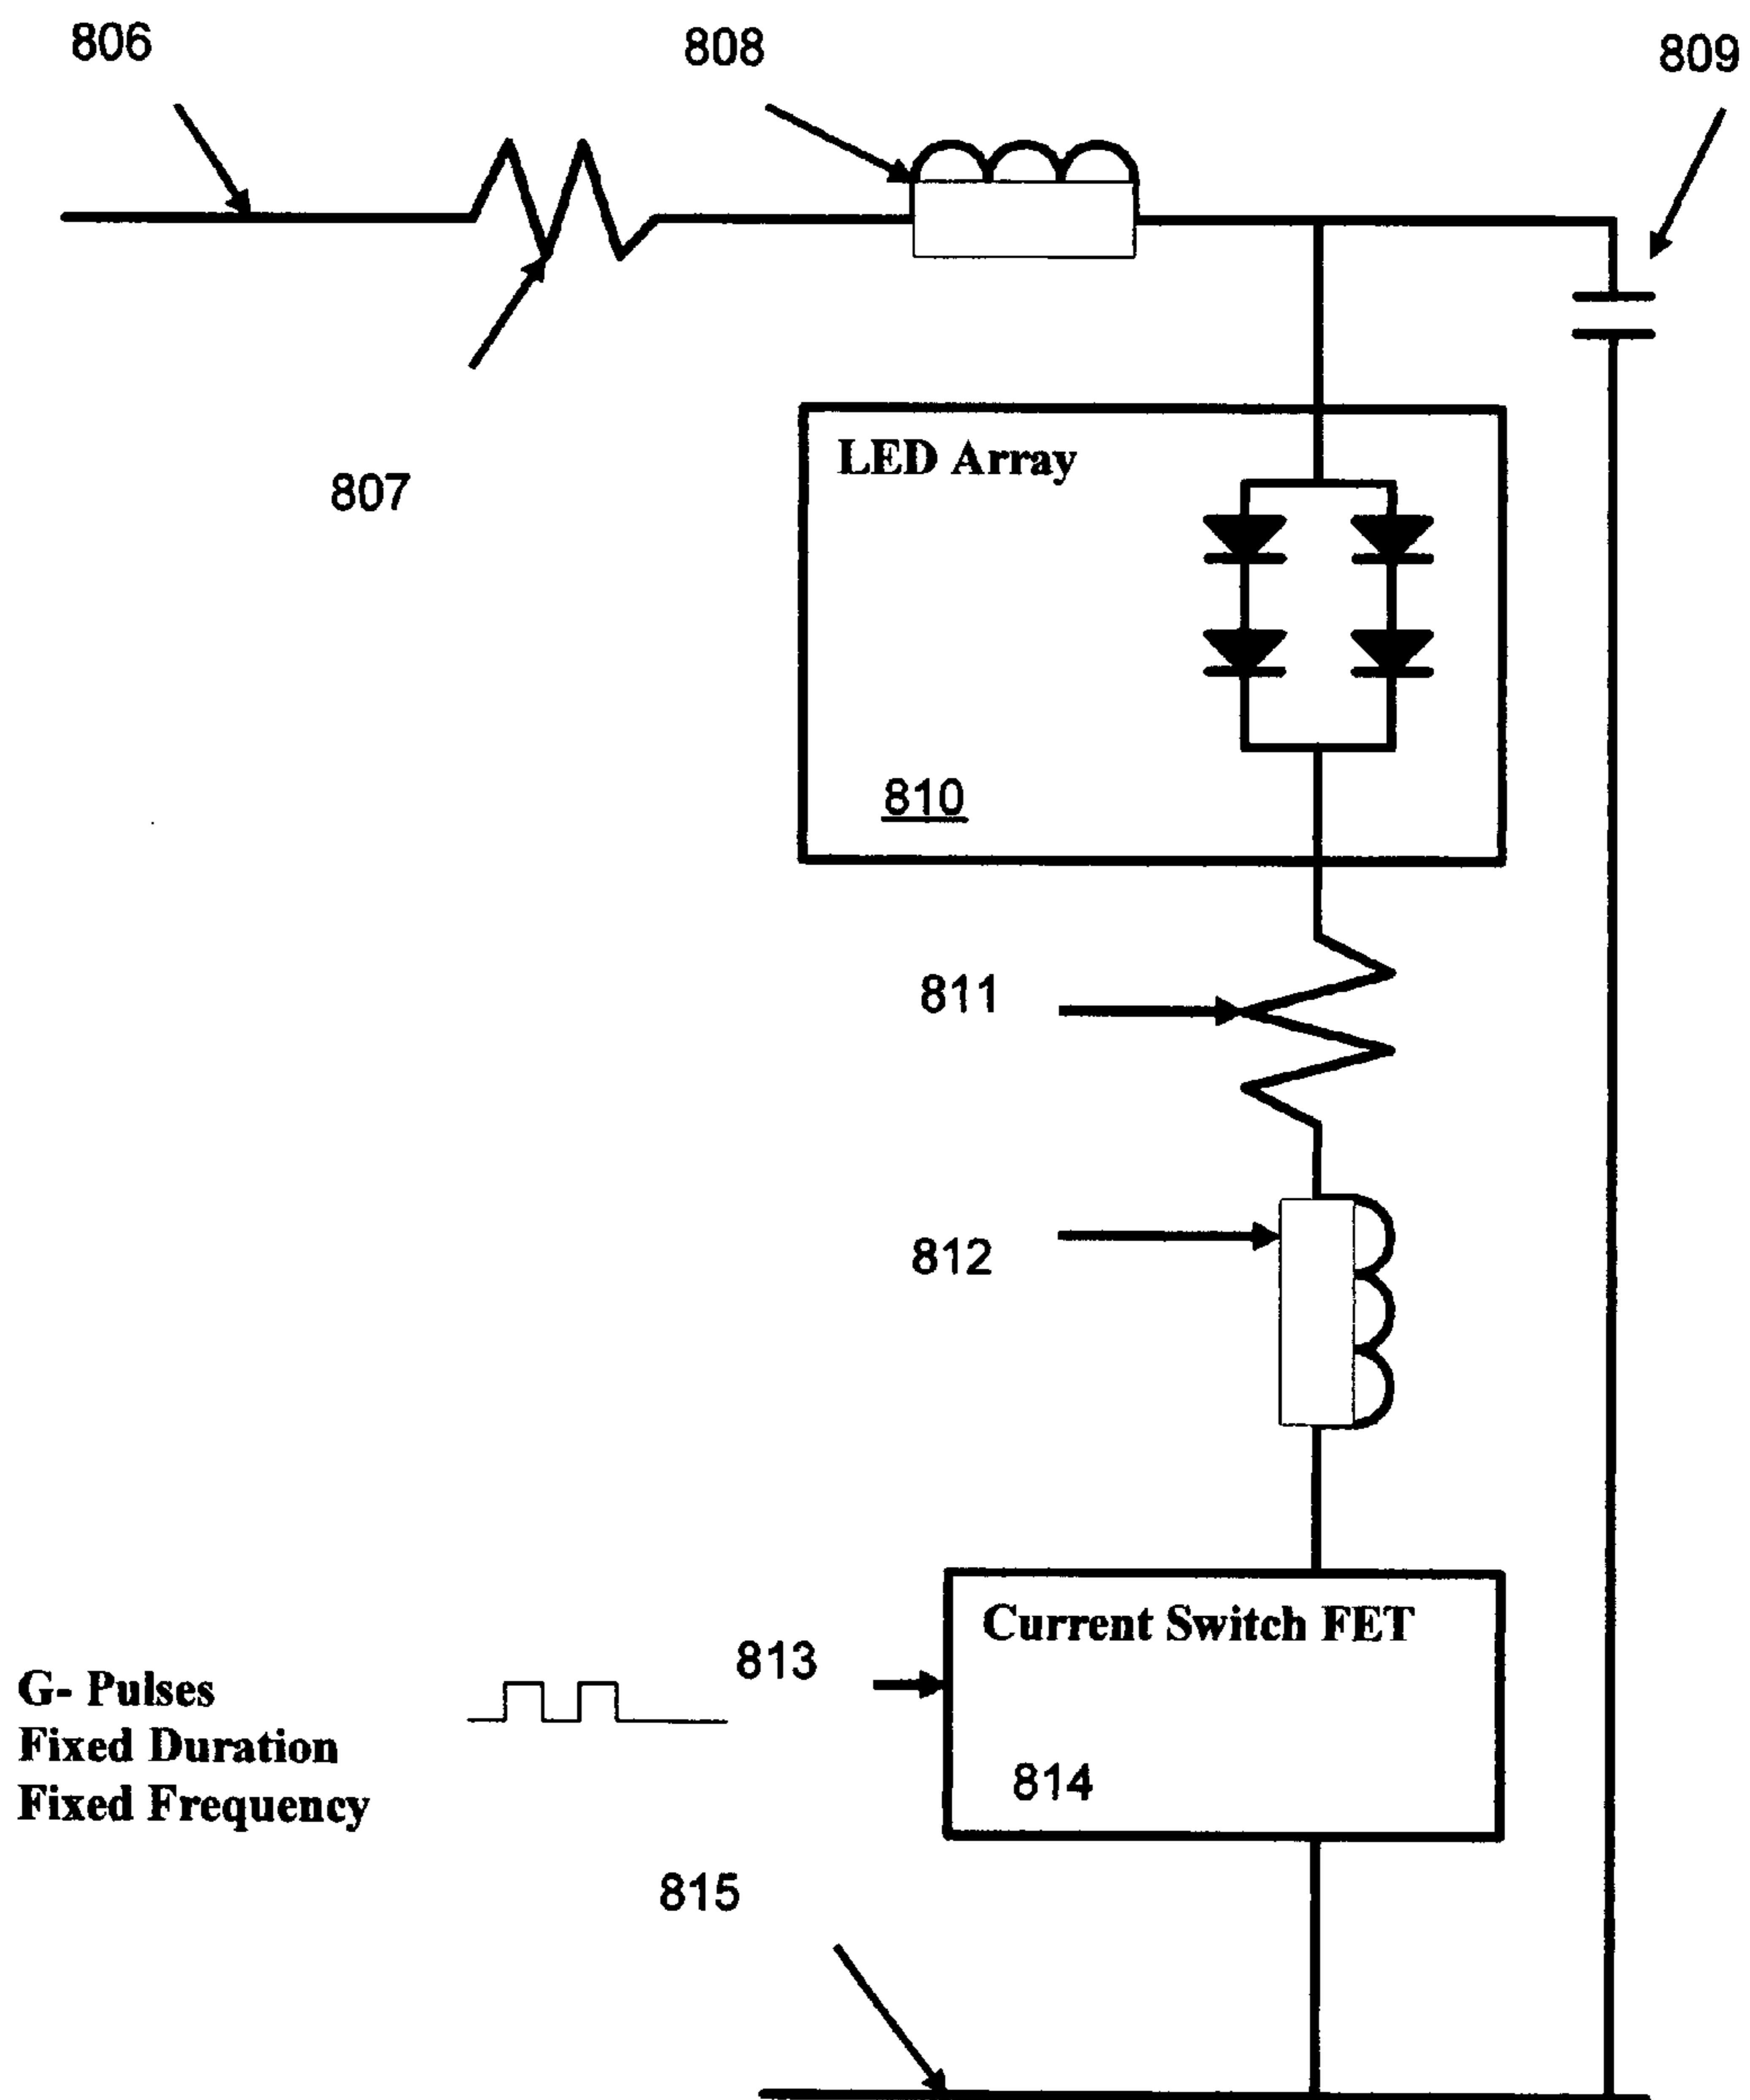 806
808
809
807
LED Array
810
811
812
Current Switch FET
813
G- Pulses
Fixed Duration
Fixed Frequency
814
815